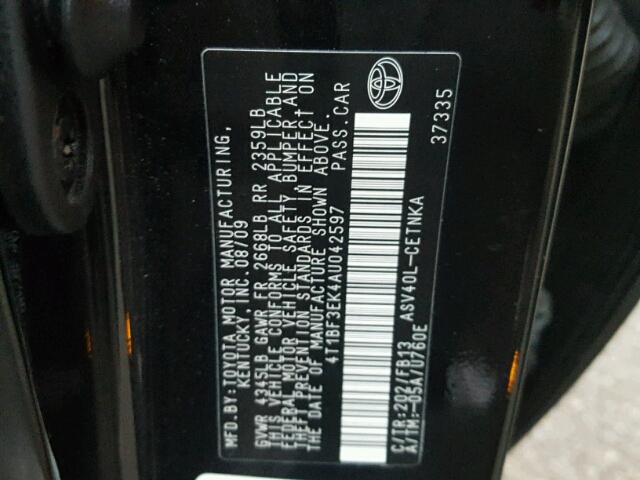 MFD.BY:TOYOTA MOTOR MANUFACTURING,
KENTUCKY, INC. 08/09
GVWR 4345LB GAWR FR 2668LB RR 2359LB
THIS VEHICLE CONFORMS TO ALL APPLICABLE
FEDERAL MOTOR VEHICLE SAFETY, BUMPER AND
THEFT PREVENTION STANDARDS IN EFFECT ON
THE DATE OF MANUFACTURE SHOWN ABOVE.
4T1BF3EK4AU042597 PASS.CAR
C/TR:202/FB13 ASV40L-CETNKA
A/TM:-05A/U760E 37335